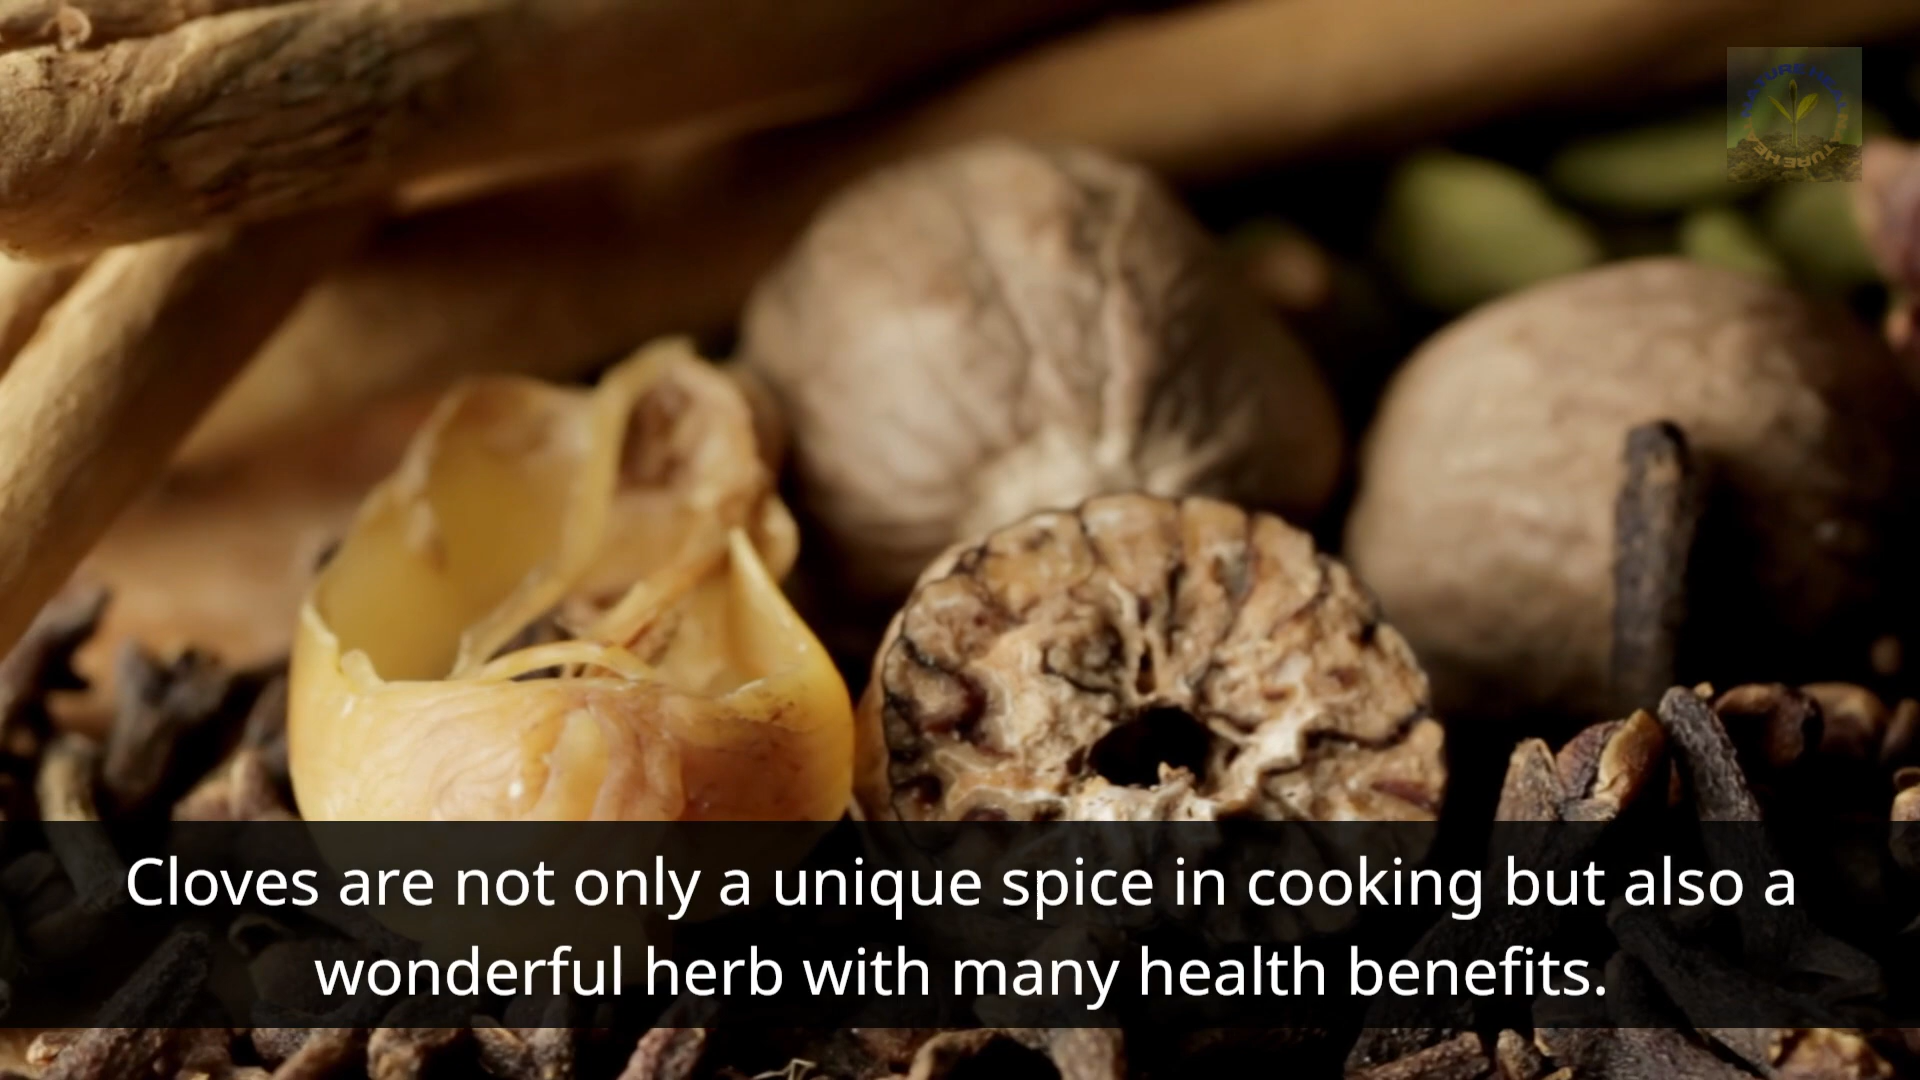 Cloves are not only a unique spice in cooking but also a
wonderful herb with many health benefits.